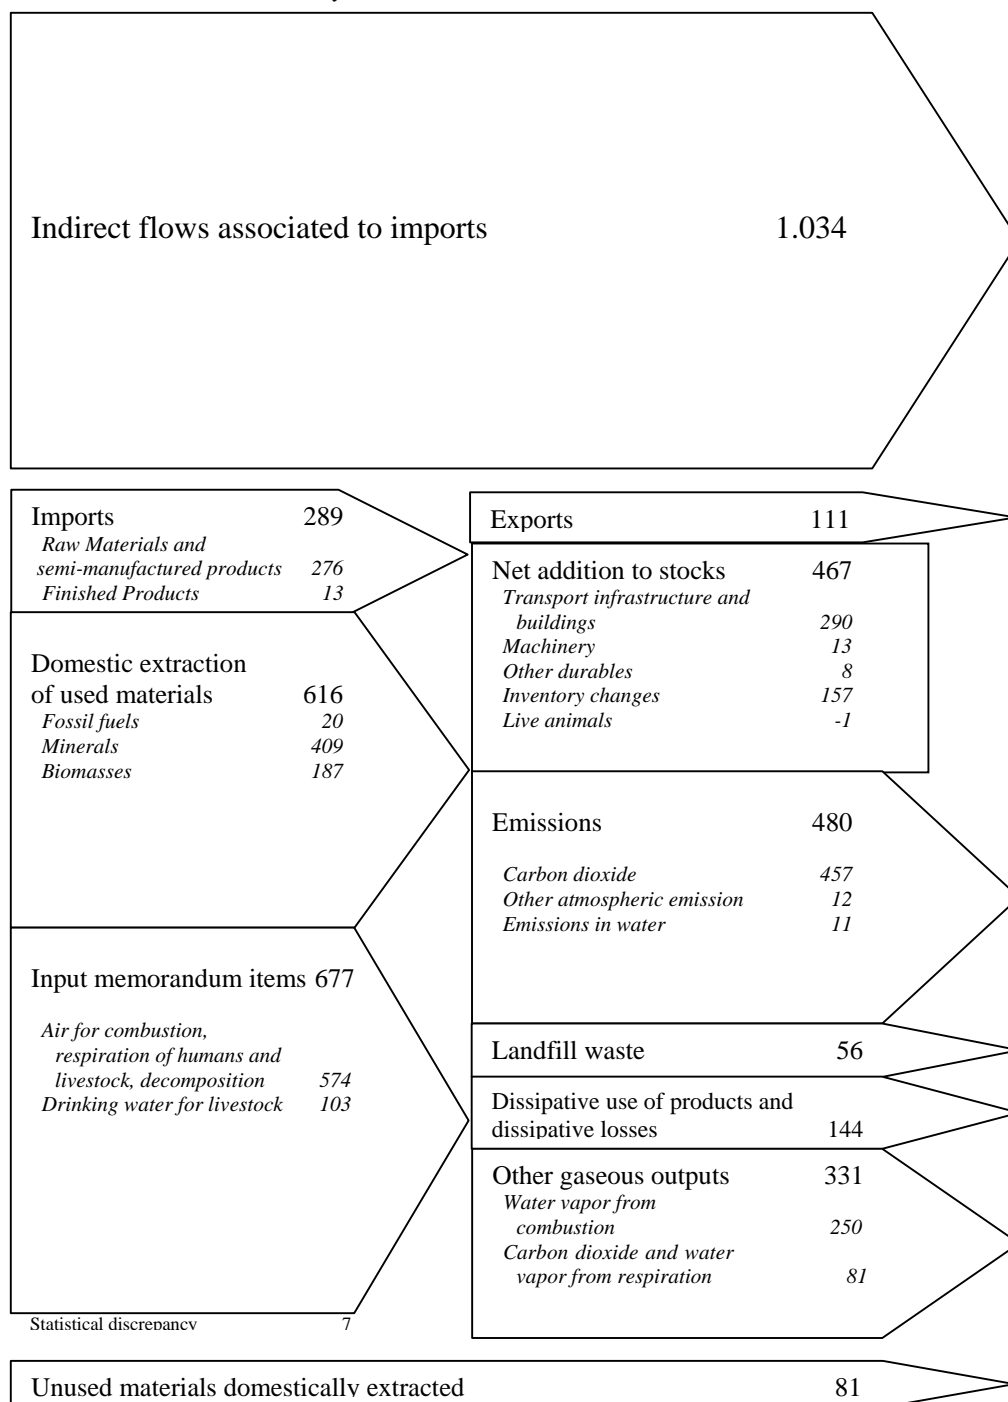 Indirect flows associated to imports 1.034
Imports 289
Raw Materials and
semi-manufactured products 276
Finished Products 13
Domestic extraction
of used materials 616
Fossil fuels 20
Minerals 409
Biomasses 187
Input memorandum items 677
Air for combustion,
respiration of humans and
livestock, decomposition 574
Drinking water for livestock 103
Statistical discrepancy 7
Exports 111
Net addition to stocks 467
Transport infrastructure and
buildings 290
Machinery 13
Other durables 8
Inventory changes 157
Live animals -1
Emissions 480
Carbon dioxide 457
Other atmospheric emission 12
Emissions in water 11
Landfill waste 56
Dissipative use of products and
dissipative losses 144
Other gaseous outputs 331
Water vapor from
combustion 250
Carbon dioxide and water
vapor from respiration 81
Unused materials domestically extracted 81